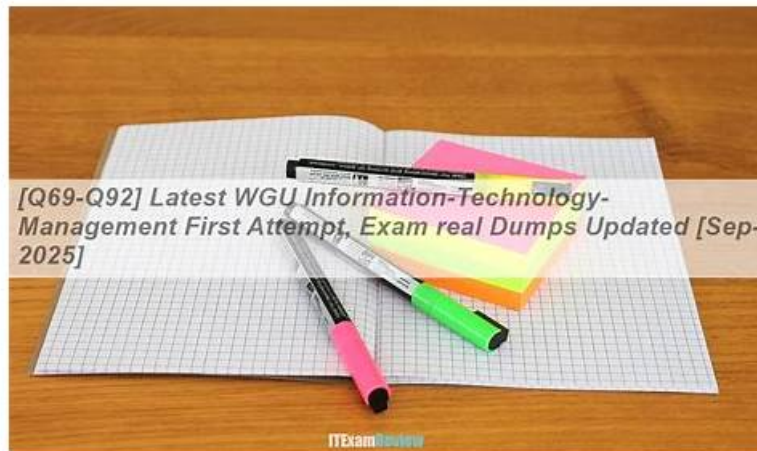 [Q69-Q92] Latest WGU Information-Technology-
Management First Attempt, Exam real Dumps Updated [Sep-
2025]
ITExamReview